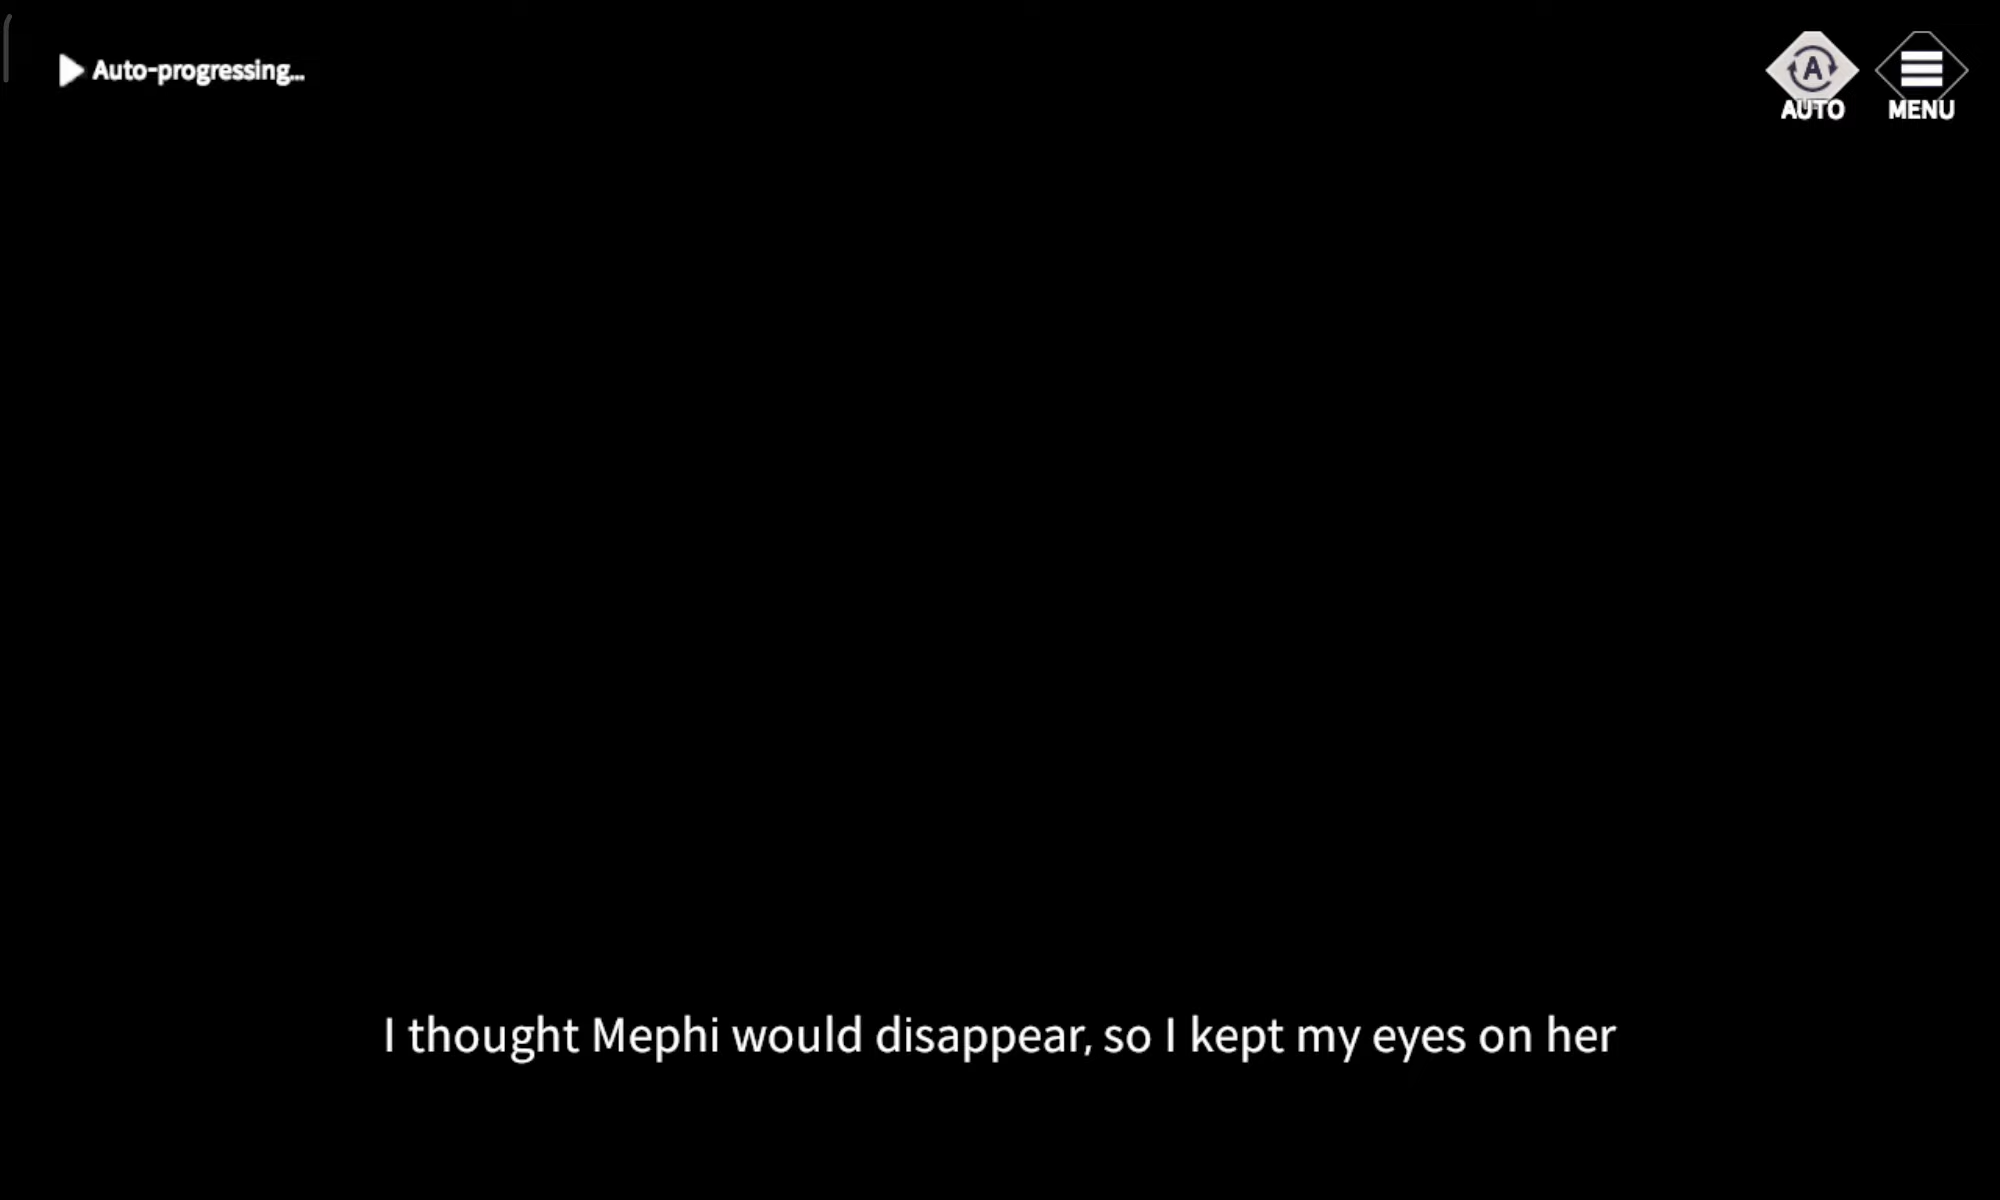 Auto-progressing...
A
AUTO
MENU
I thought Mephi would disappear, so I kept my eyes on her